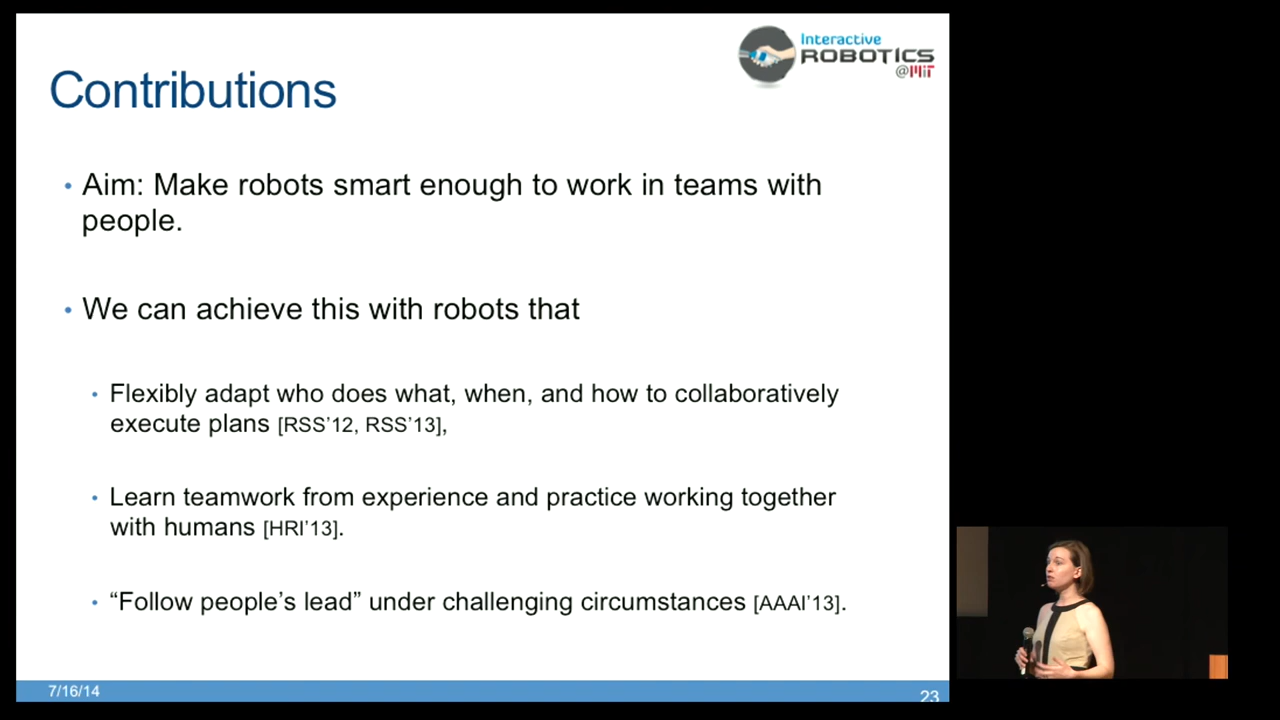 Interactive
ROBOTICS
@MIT
Contributions
• Aim: Make robots smart enough to work in teams with
people.
• We can achieve this with robots that
• Flexibly adapt who does what, when, and how to collaboratively
execute plans [RSS’12, RSS’13],
• Learn teamwork from experience and practice working together
with humans [HRI’13].
• “Follow people’s lead” under challenging circumstances [AAAI’13].
7/16/14
23